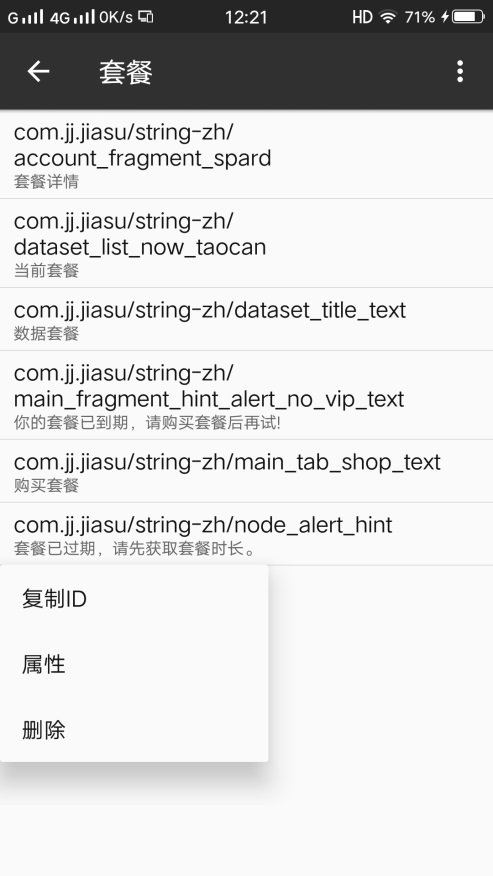 G 4G 0K/s 12:21 HD 71%
套餐
com.jj.jiasu/string-zh/
account_fragment_spard
套餐详情
com.jj.jiasu/string-zh/
dataset_list_now_taocan
当前套餐
com.jj.jiasu/string-zh/dataset_title_text
数据套餐
com.jj.jiasu/string-zh/
main_fragment_hint_alert_no_vip_text
你的套餐已到期，请购买套餐后再试!
com.jj.jiasu/string-zh/main_tab_shop_text
购买套餐
com.jj.jiasu/string-zh/node_alert_hint
套餐已过期，请先获取套餐时长。
复制ID
属性
删除